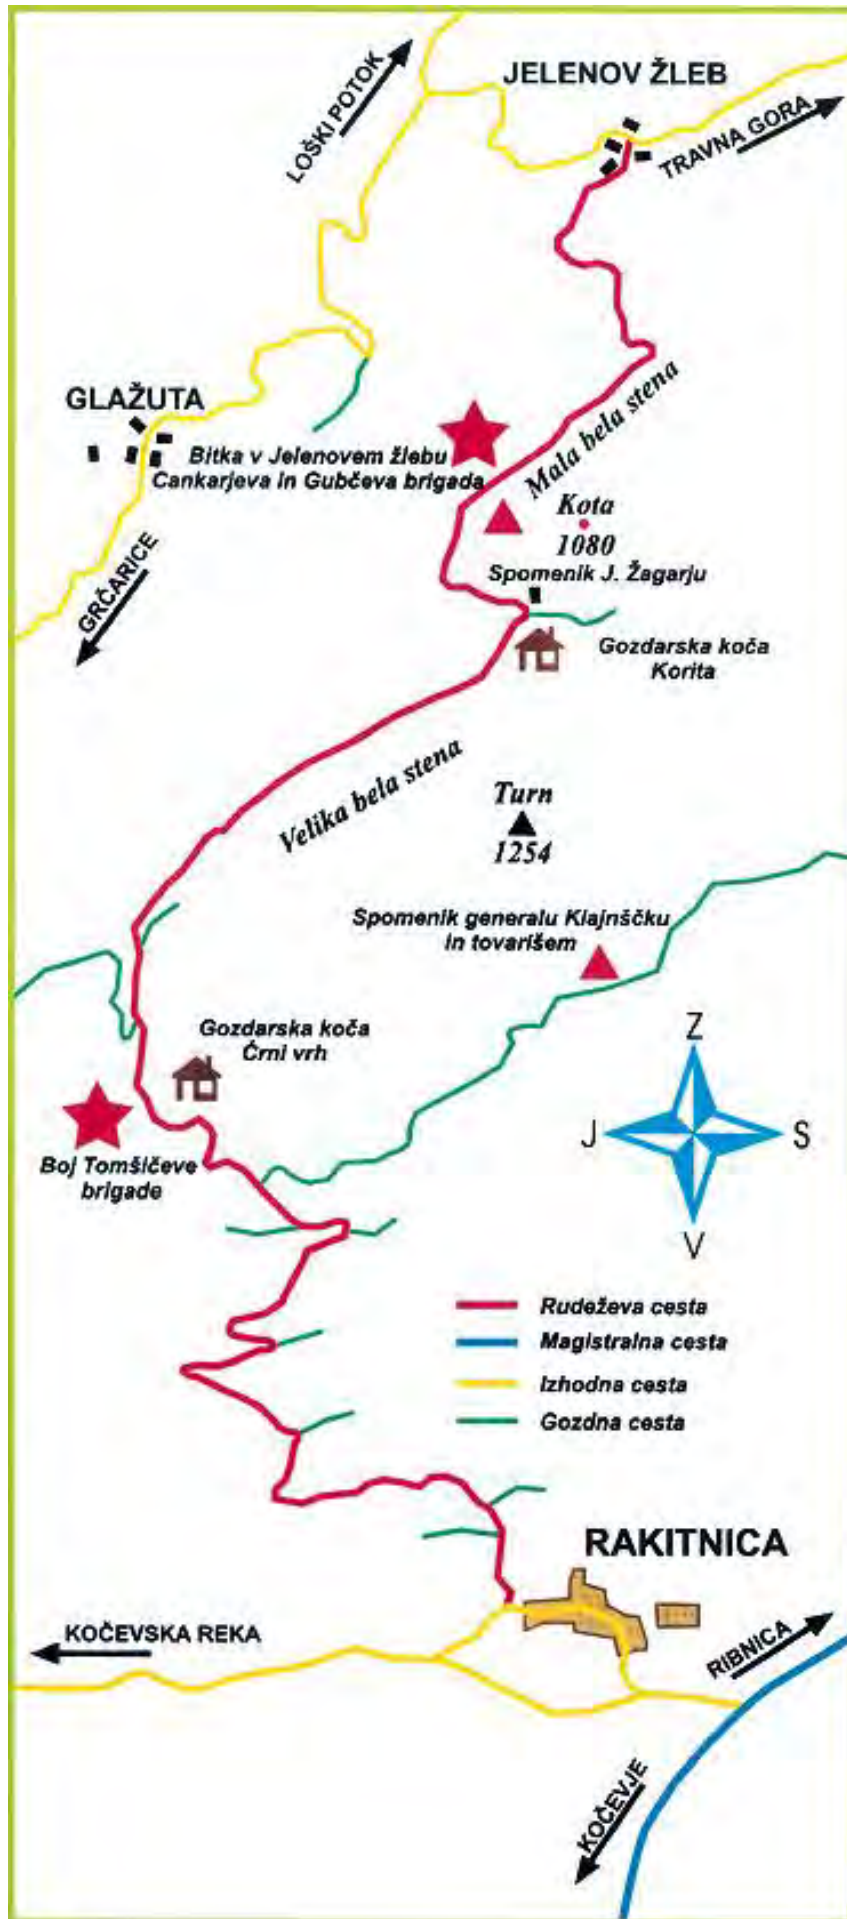 JELENOV ŽLEB
LOŠKI POTOK
TRAVNA GORA
GLAŽUTA
Bitka v Jelenovem žlebu
Cankarjeva in Gubčeva brigada
Mala bela stena
Kota
1080
Spomenik J. Žagarju
GRČARICE
Gozdarska koča
Korita
Velika bela stena
Turn
1254
Spomenik generalu Klajnščku
in tovarišem
Gozdarska koča
Črni vrh
Boj Tomšičeve
brigade
Z
J
S
V
Rudeževa cesta
Magistralna cesta
Izhodna cesta
Gozdna cesta
RAKITNICA
KOČEVSKA REKA
RIBNICA
KOČEVJE